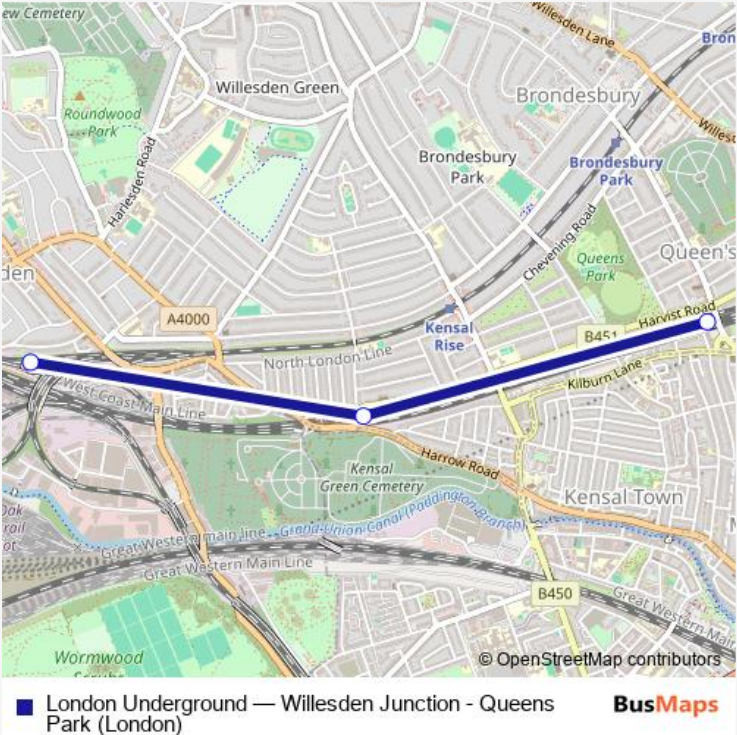 ew Cemetery
Willesden Lane
Bron
Willesden Green
Brondesbury
Roundwood
Park
Willesd
Harlesden Road
Brondesbury
Park
Brondesbury
Park
Chevening Road
Queen's
Queens
Park
den
A4000
Harvist Road
Kensal
Rise
B451
North London Line
Kilburn Lane
West Coast Main Line
Harrow Road
Kensal
Green Cemetery
Kensal Town
Oak
rail
ot
Grand Union Canal (Paddington Branch)
Great Western main line
Great Western Main Line
B450
Great Western Mai
Wormwood
Scrubs
© OpenStreetMap contributors
London Underground — Willesden Junction - Queens
Park (London)
BusMaps